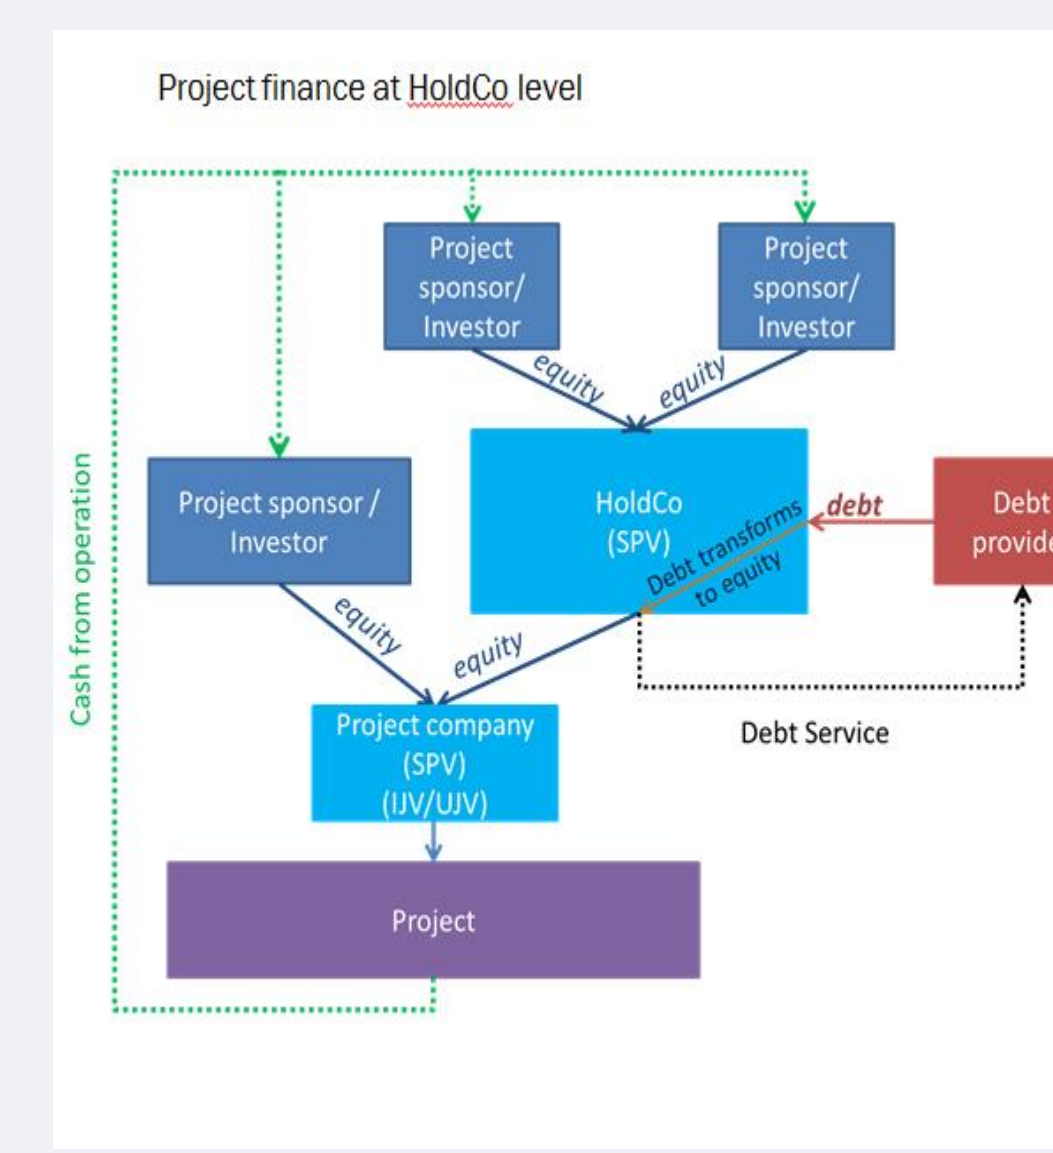 Project finance at HoldCo level
Project
sponsor/
Investor
Project
sponsor/
Investor
equity
equity
Cash from operation
Project sponsor /
Investor
HoldCo
(SPV)
Debt transforms
to equity
debt
Debt
provide
equity
equity
Debt Service
Project company
(SPV)
(IJV/UJV)
Project